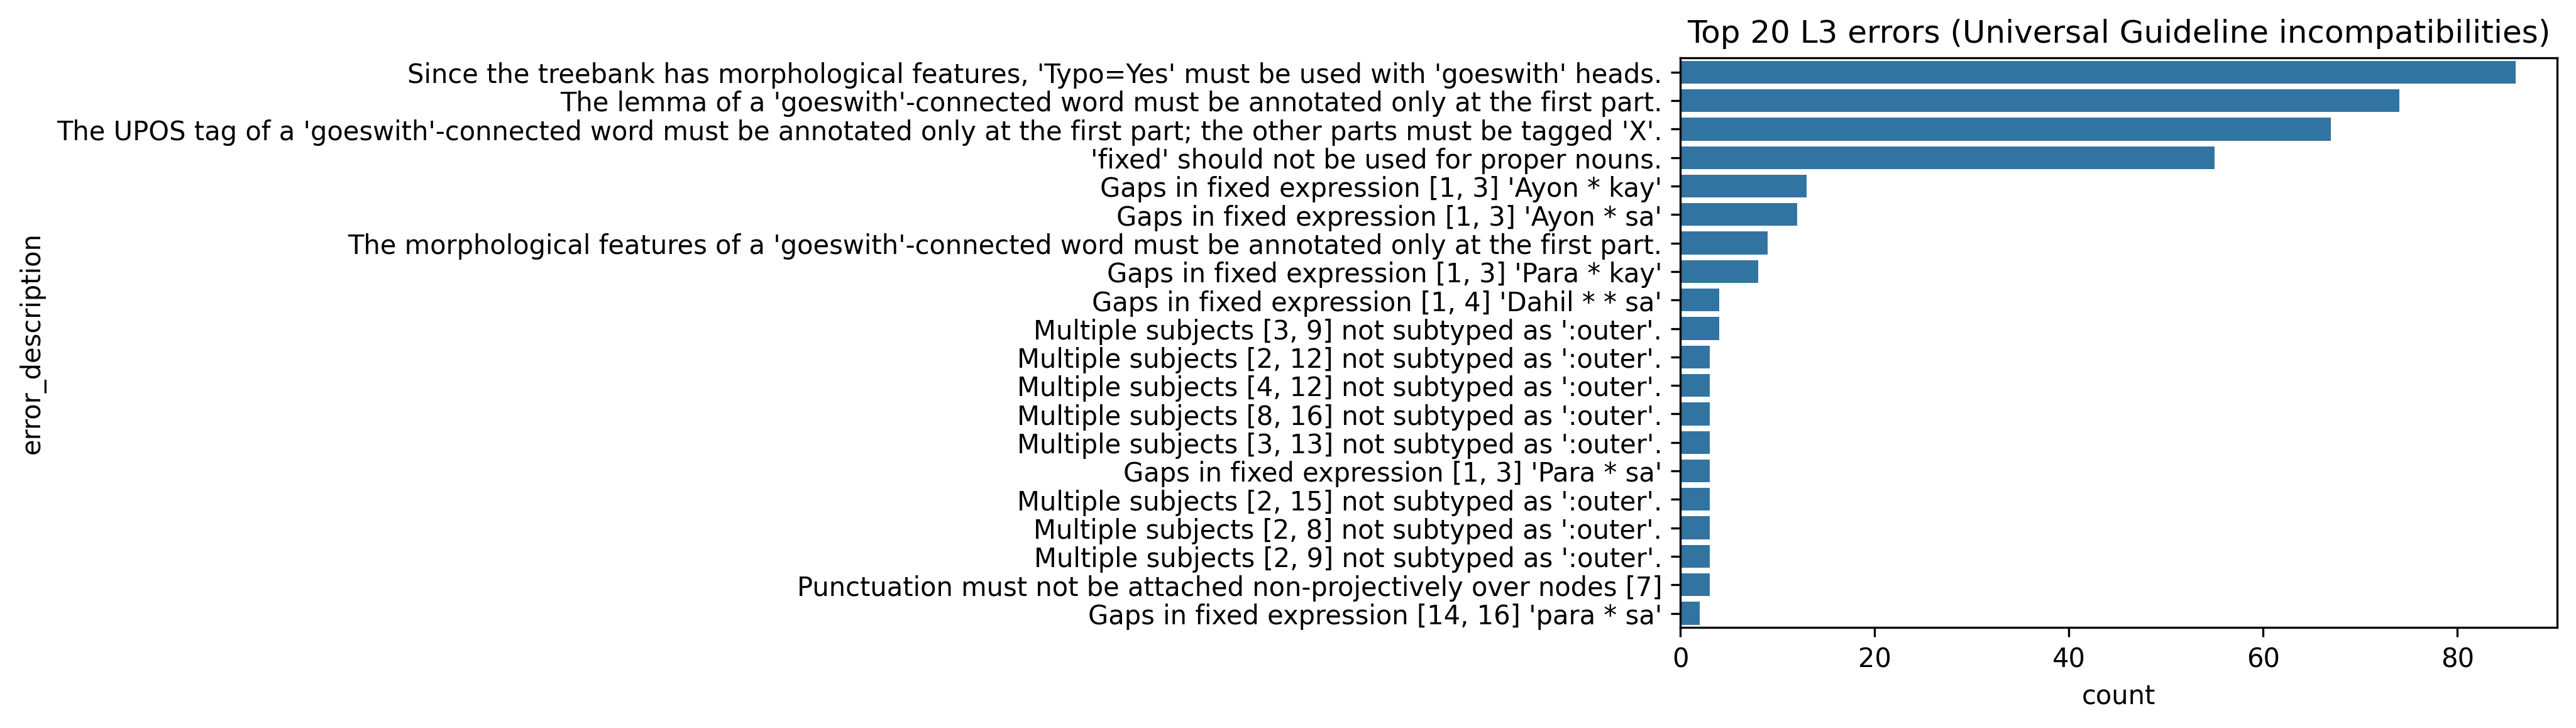 Top 20 L3 errors (Universal Guideline incompatibilities)
Since the treebank has morphological features, 'Typo=Yes' must be used with 'goeswith' heads.
The lemma of a 'goeswith'-connected word must be annotated only at the first part.
The UPOS tag of a 'goeswith'-connected word must be annotated only at the first part; the other parts must be tagged 'X'.
'fixed' should not be used for proper nouns.
Gaps in fixed expression [1, 3] 'Ayon * kay'
Gaps in fixed expression [1, 3] 'Ayon * sa'
The morphological features of a 'goeswith'-connected word must be annotated only at the first part.
Gaps in fixed expression [1, 3] 'Para * kay'
Gaps in fixed expression [1, 4] 'Dahil * * sa'
Multiple subjects [3, 9] not subtyped as ':outer'.
Multiple subjects [2, 12] not subtyped as ':outer'.
Multiple subjects [4, 12] not subtyped as ':outer'.
Multiple subjects [8, 16] not subtyped as ':outer'.
Multiple subjects [3, 13] not subtyped as ':outer'.
Gaps in fixed expression [1, 3] 'Para * sa'
Multiple subjects [2, 15] not subtyped as ':outer'.
Multiple subjects [2, 8] not subtyped as ':outer'.
Multiple subjects [2, 9] not subtyped as ':outer'.
Punctuation must not be attached non-projectively over nodes [7]
Gaps in fixed expression [14, 16] 'para * sa'
error_description
0 20 40 60 80
count